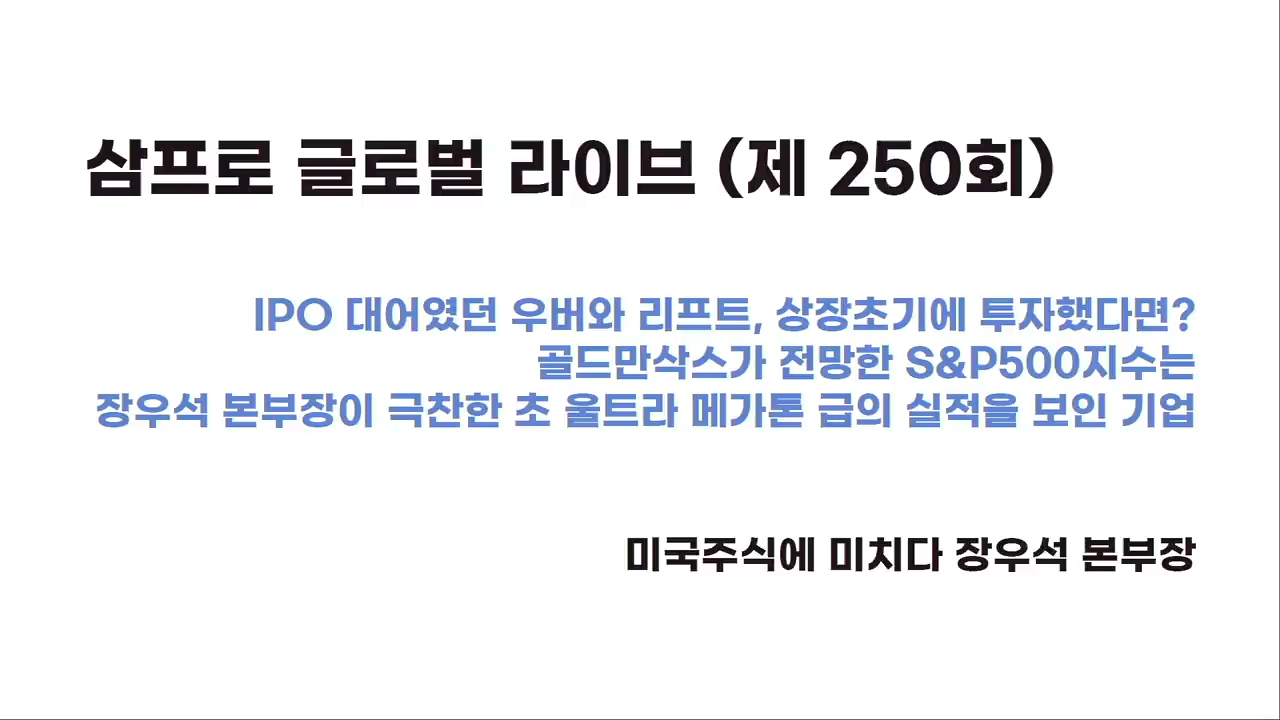 삼프로 글로벌 라이브 (제 250회)
IPO 대어였던 우버와 리프트, 상장초기에 투자했다면?
골드만삭스가 전망한 S&P500지수는
장우석 본부장이 극찬한 초 울트라 메가톤 급의 실적을 보인 기업
미국주식에 미치다 장우석 본부장